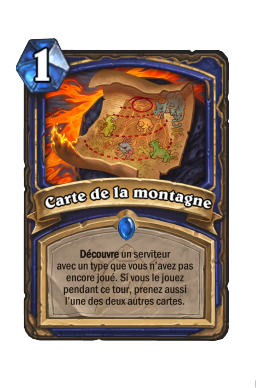 1
Carte de la montagne
Découvre un serviteur
avec un type que vous n'avez pas
encore joué. Si vous le jouez
pendant ce tour, prenez aussi
l'une des deux autres cartes.